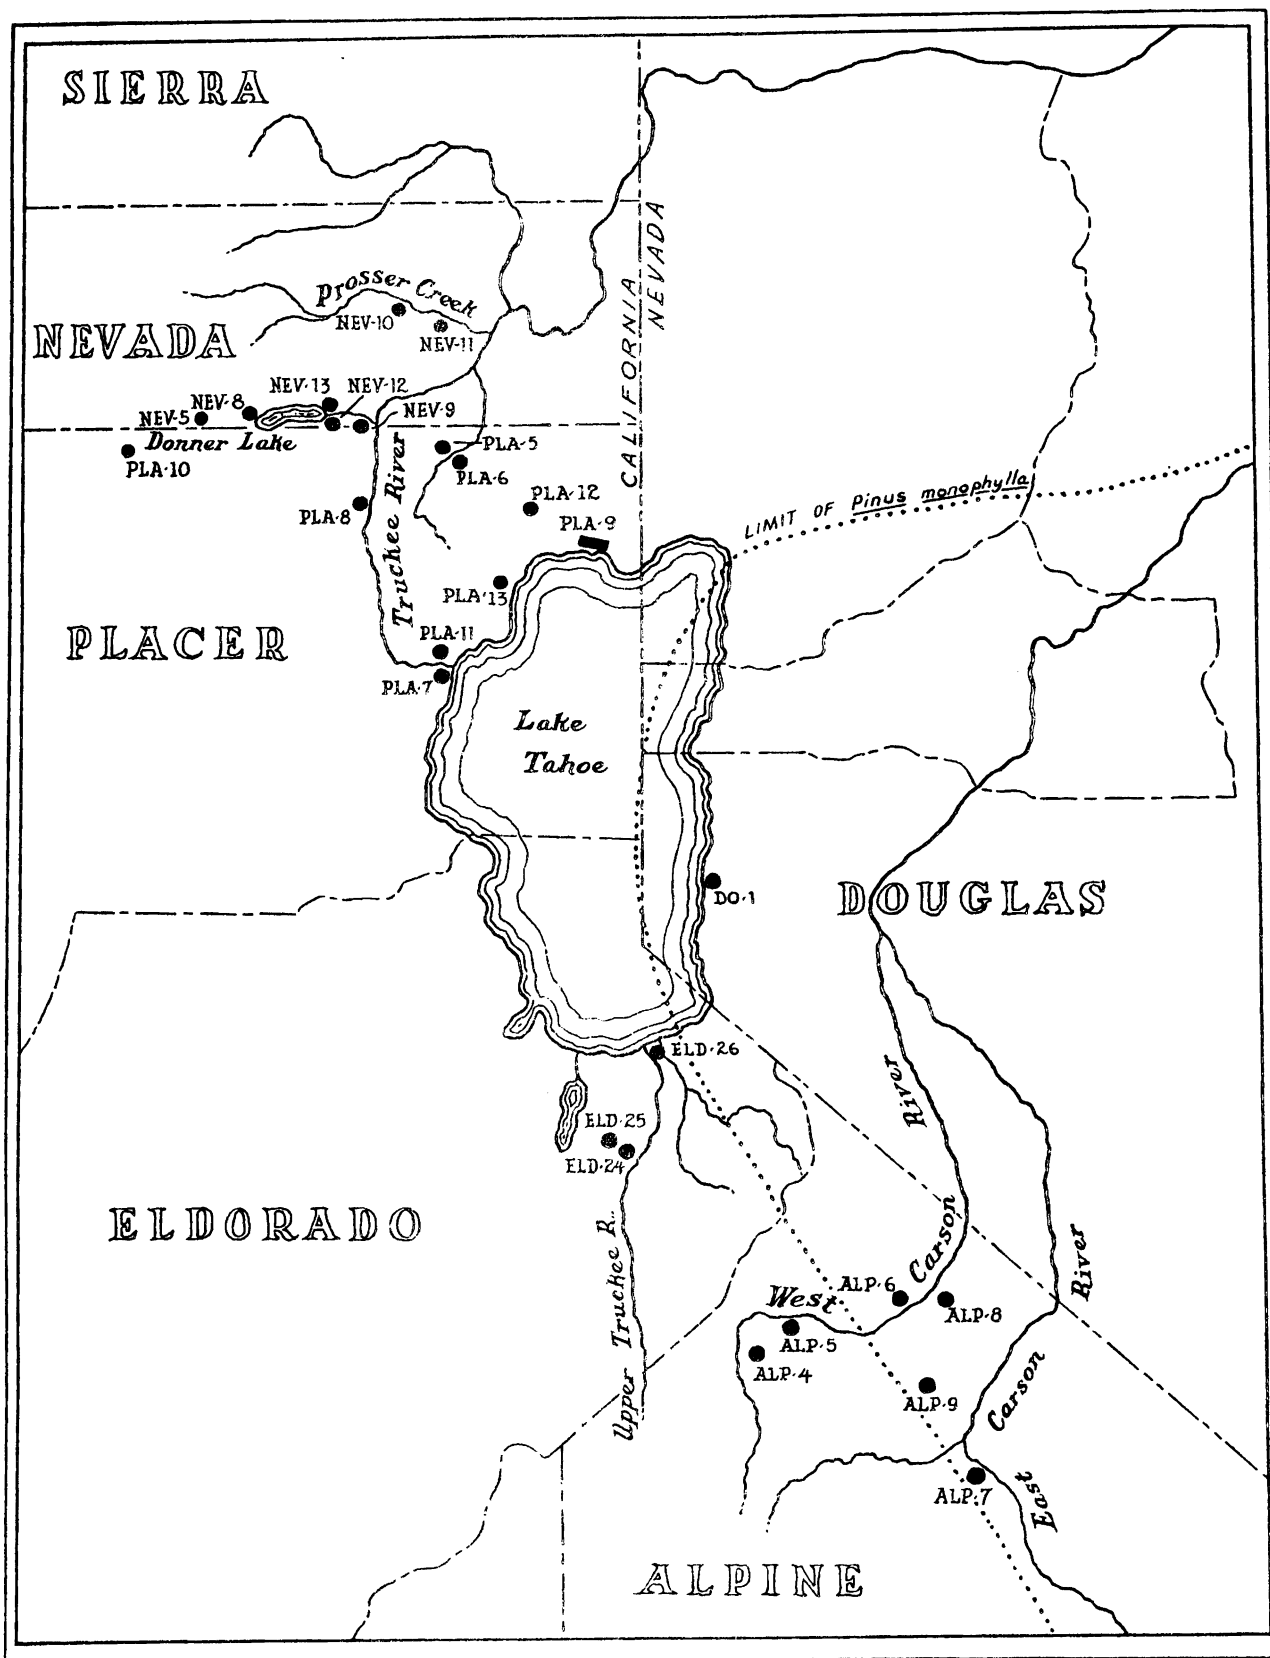 SIERRA
CALIFORNIA
NEVADA
Prosser Creek
NEV-10
NEV-11
NEVADA
NEV-13
NEV-12
NEV-8
NEV-5
NEV-9
Donner Lake
PLA-10
PLA-5
PLA-6
PLA-8
Truckee River
PLA-12
PLA-9
LIMIT OF Pinus monophylla
PLA-13
PLA-11
PLACER
PLA-7
Lake
Tahoe
DO-1
DOUGLAS
ELD-26
River
ELD-25
ELD-24
ELDORADO
Upper Truckee R.
West
Carson
ALP-6
ALP-8
ALP-5
ALP-4
ALP-9
River
Carson
East
ALP-7
ALPINE